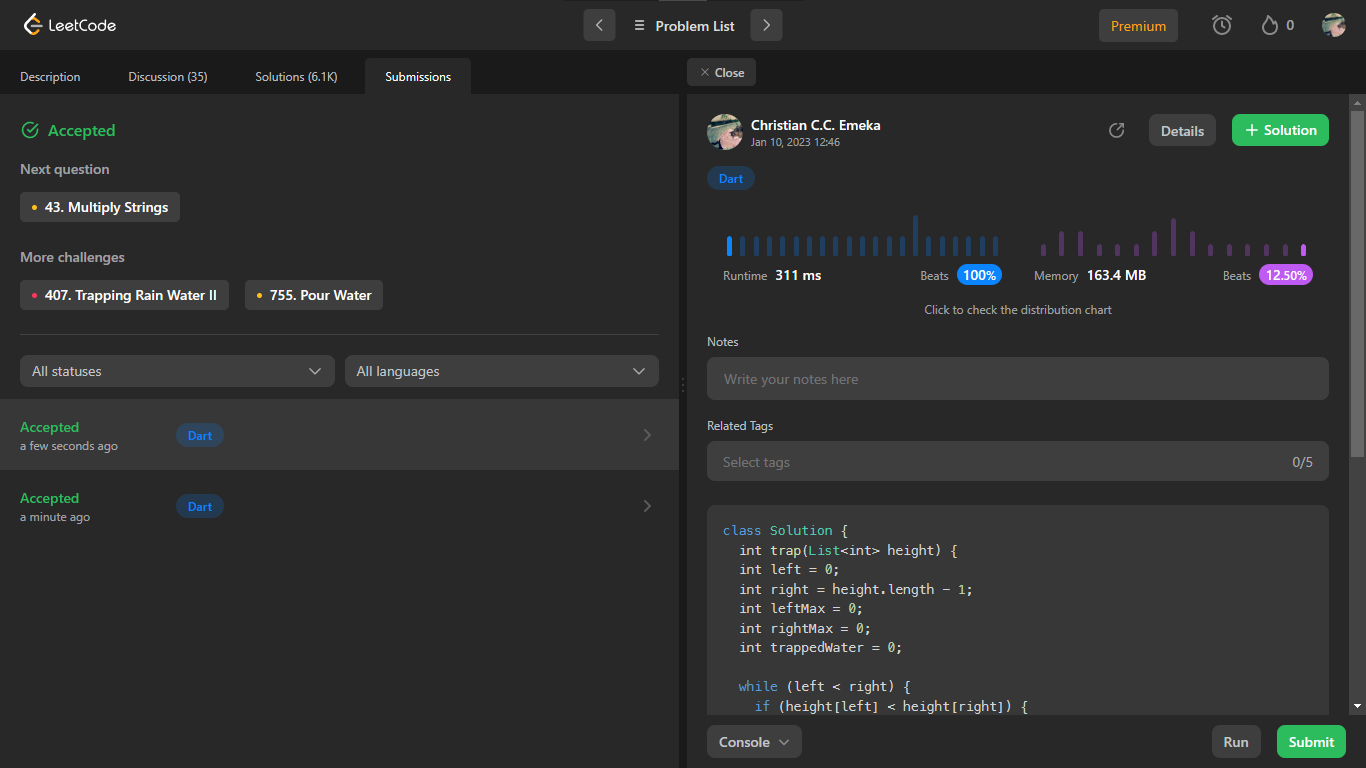 LeetCode
Problem List
Premium
0
Description
Discussion (35)
Solutions (6.1K)
Submissions
Accepted
Next question
43. Multiply Strings
More challenges
407. Trapping Rain Water II
755. Pour Water
All statuses
All languages
Accepted
a few seconds ago
Dart
Accepted
a minute ago
Dart
Close
Christian C.C. Emeka
Jan 10, 2023 12:46
Details
+ Solution
Dart
Runtime 311 ms
Beats 100%
Memory 163.4 MB
Beats 12.50%
Click to check the distribution chart
Notes
Write your notes here
Related Tags
Select tags
0/5
class Solution {
  int trap(List<int> height) {
  int left = 0;
  int right = height.length - 1;
  int leftMax = 0;
  int rightMax = 0;
  int trappedWater = 0;

  while (left < right) {
    if (height[left] < height[right]) {
Console
Run
Submit